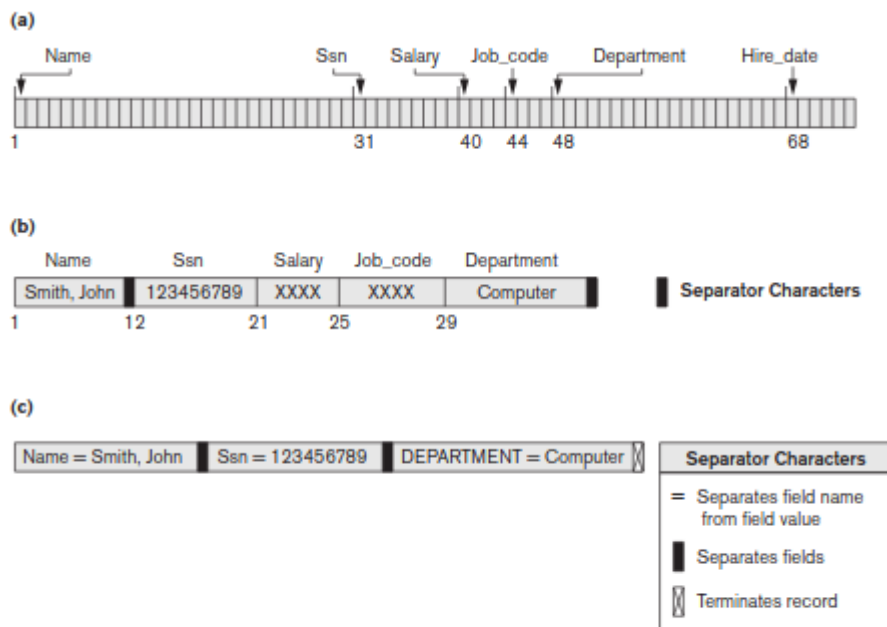 (a)
Name Ssn Salary Job_code Department Hire_date
1 31 40 44 48 68
(b)
Name Ssn Salary Job_code Department
Smith, John 123456789 XXXX XXXX Computer Separator Characters
1 12 21 25 29
(c)
Name = Smith, John Ssn = 123456789 DEPARTMENT = Computer
Separator Characters
= Separates field name
from field value
Separates fields
Terminates record